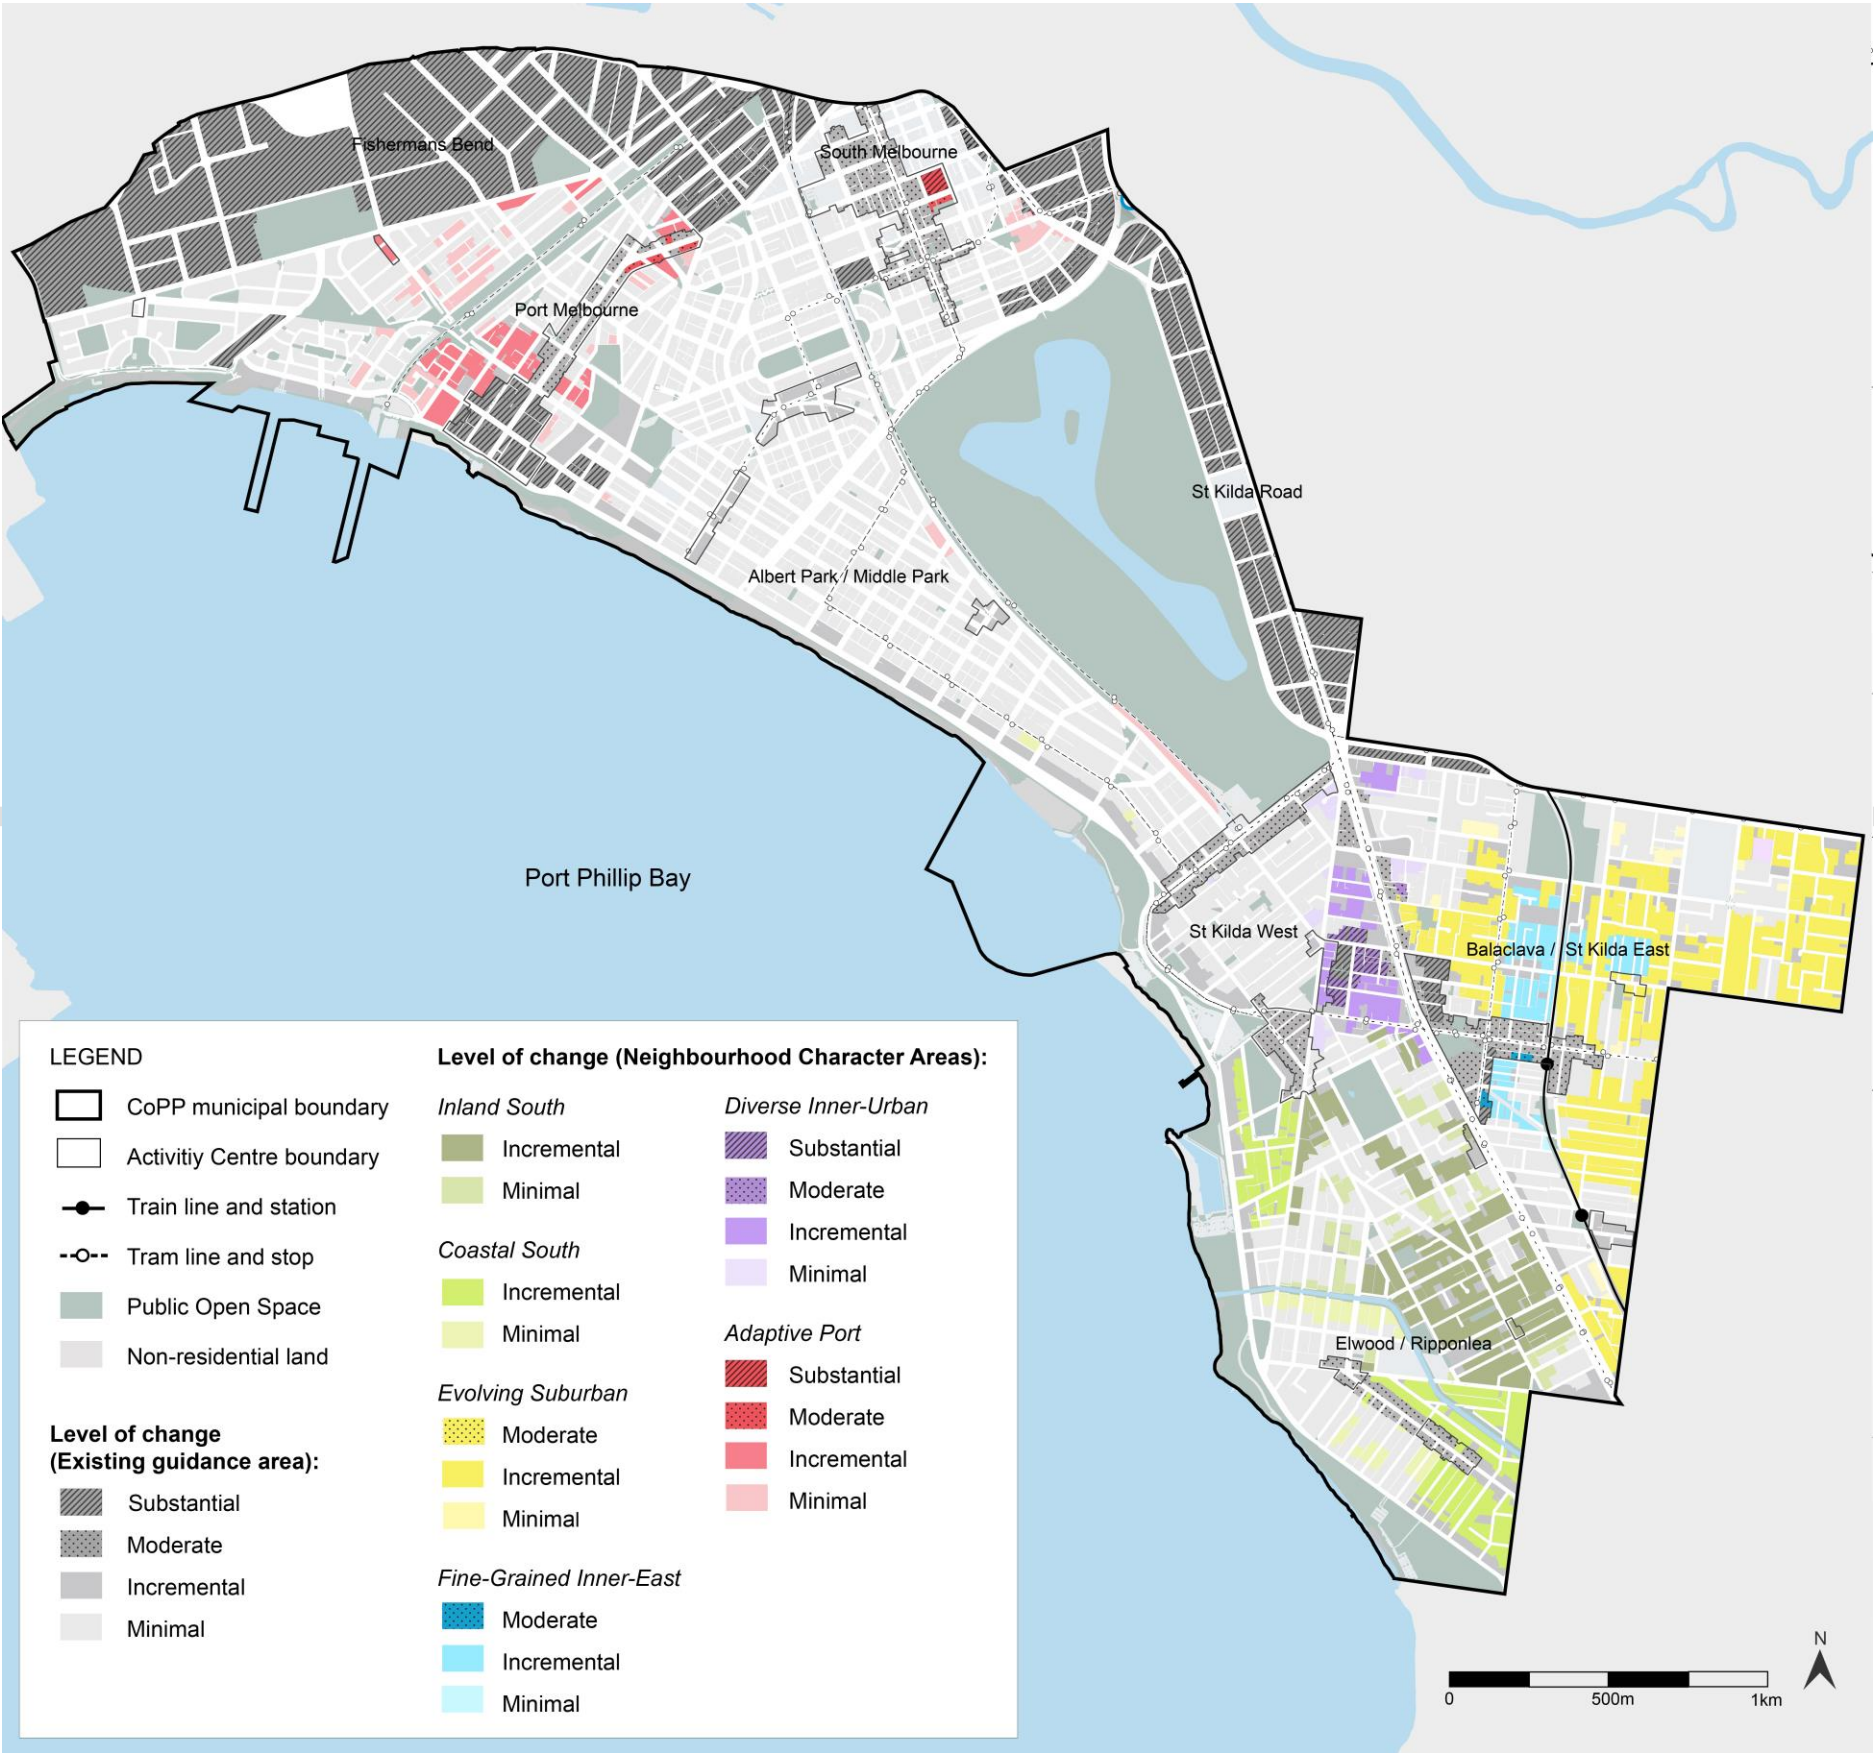 Fishermans Bend
South Melbourne
Port Melbourne
St Kilda Road
Albert Park / Middle Park
Port Phillip Bay
St Kilda West
Balaclava / St Kilda East
Elwood / Ripponlea
LEGEND
CoPP municipal boundary
Activitiy Centre boundary
Train line and station
Tram line and stop
Public Open Space
Non-residential land
Level of change
(Existing guidance area):
Substantial
Moderate
Incremental
Minimal
Level of change (Neighbourhood Character Areas):
Inland South
Incremental
Minimal
Coastal South
Incremental
Minimal
Evolving Suburban
Moderate
Incremental
Minimal
Fine-Grained Inner-East
Moderate
Incremental
Minimal
Diverse Inner-Urban
Substantial
Moderate
Incremental
Minimal
Adaptive Port
Substantial
Moderate
Incremental
Minimal
N
0 500m 1km